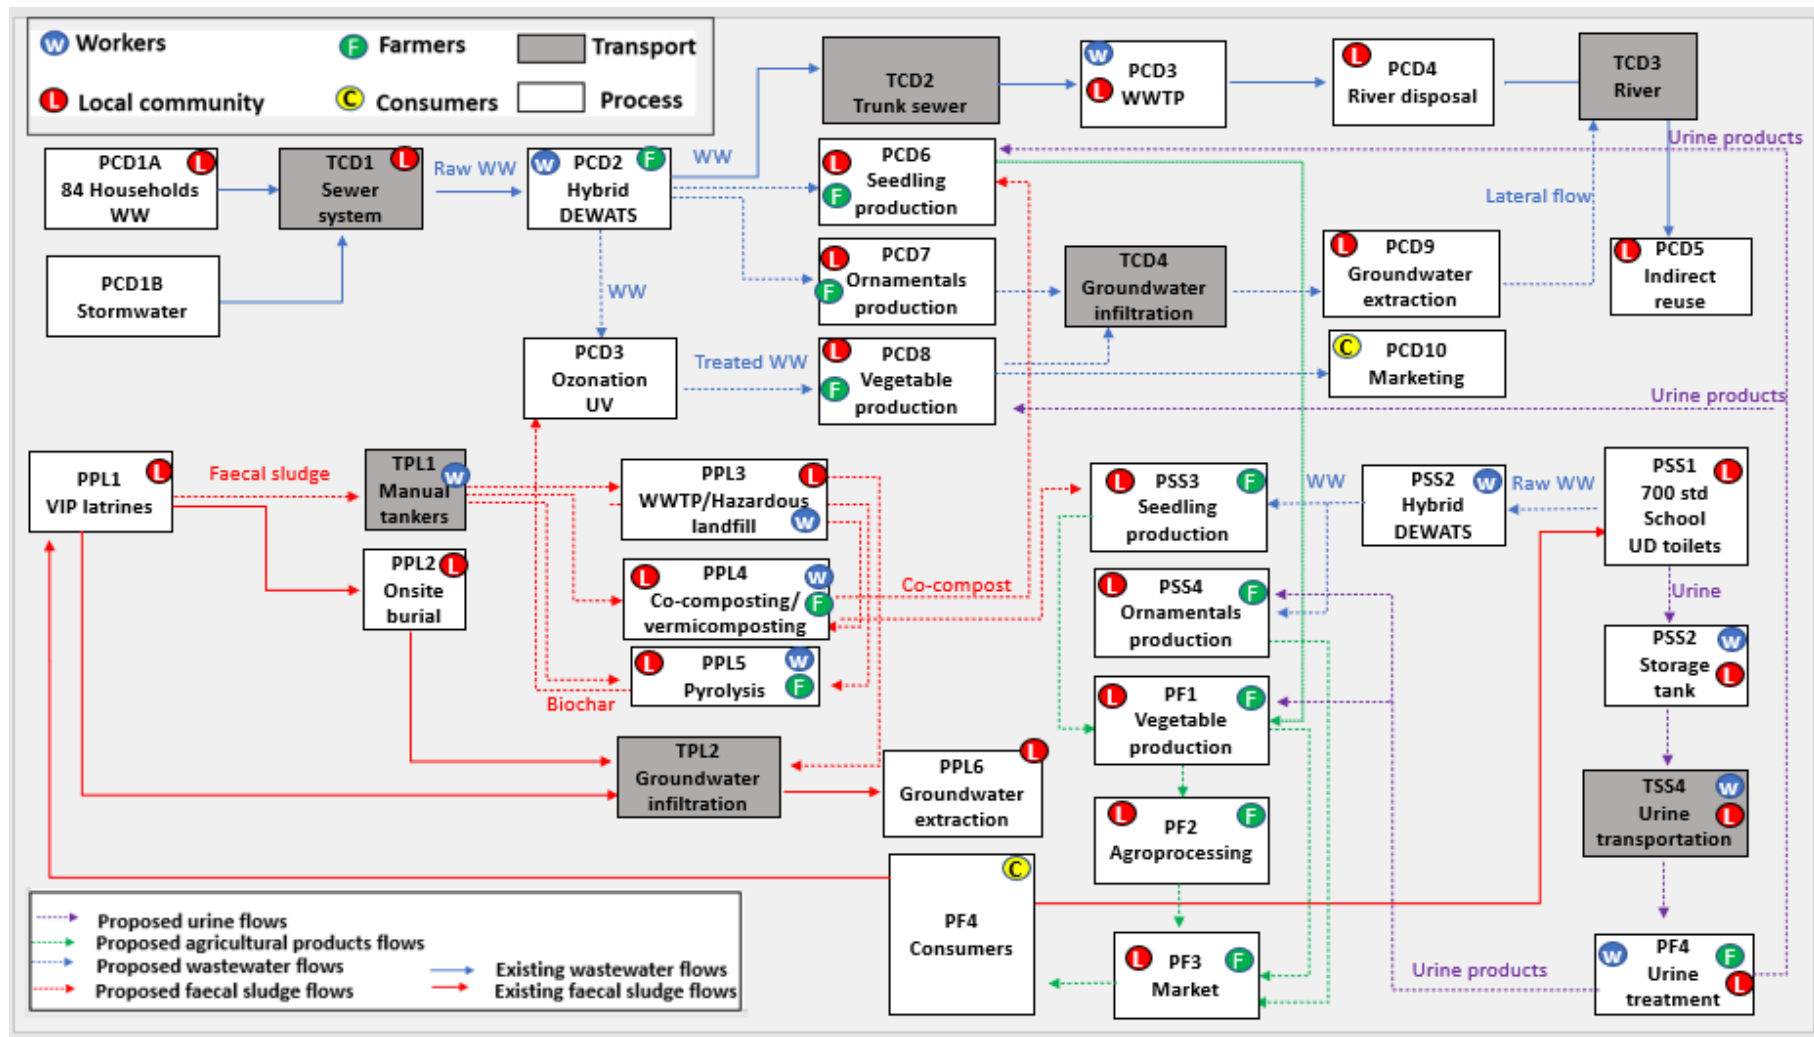 W Workers
F Farmers
Transport
L Local community
C Consumers
Process
PCD1A L
84 Households
WW
TCD1 L
Sewer
system
Raw WW
W PCD2 F
Hybrid
DEWATS
WW
TCD2
Trunk sewer
W PCD3
L WWTP
L PCD4
River disposal
TCD3
River
Urine products
PCD1B
Stormwater
WW
L PCD6
F Seedling
production
L PCD7
F Ornamentals
production
TCD4
Groundwater
infiltration
Lateral flow
L PCD9
Groundwater
extraction
L PCD5
Indirect
reuse
PCD3
Ozonation
UV
Treated WW
L PCD8
F Vegetable
production
C PCD10
Marketing
Urine products
PPL1 L
VIP latrines
Faecal sludge
TPL1
W Manual
tankers
PPL2 L
Onsite
burial
PPL3 L
WWTP/Hazardous
landfill W
L PPL4 W
Co-composting/ F
vermicomposting
L PPL5 W
Pyrolysis F
Biochar
Co-compost
TPL2
Groundwater
infiltration
PPL6 L
Groundwater
extraction
L PSS3 F
Seedling
production
WW
PSS2 W
Hybrid
DEWATS
Raw WW
PSS1 L
700 std
School
UD toilets
L PSS4 F
Ornamentals
production
Urine
PSS2 W
Storage
tank L
L PF1 F
Vegetable
production
TSS4 W
Urine L
transportation
L PF2 F
Agroprocessing
C
PF4
Consumers
L PF3 F
Market
Urine products
W PF4 F
Urine
treatment L
Proposed urine flows
Proposed agricultural products flows
Proposed wastewater flows
Proposed faecal sludge flows
Existing wastewater flows
Existing faecal sludge flows